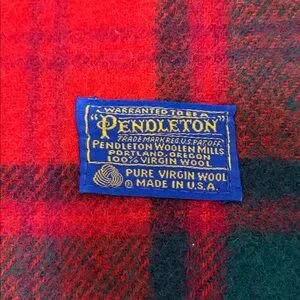 WARRANTED TO BE A
"PENDLETON"
TRADE MARK REG. U.S. PAT. OFF.
PENDLETON WOOLEN MILLS
PORTLAND, OREGON
100% VIRGIN WOOL
PURE VIRGIN WOOL
MADE IN U.S.A.